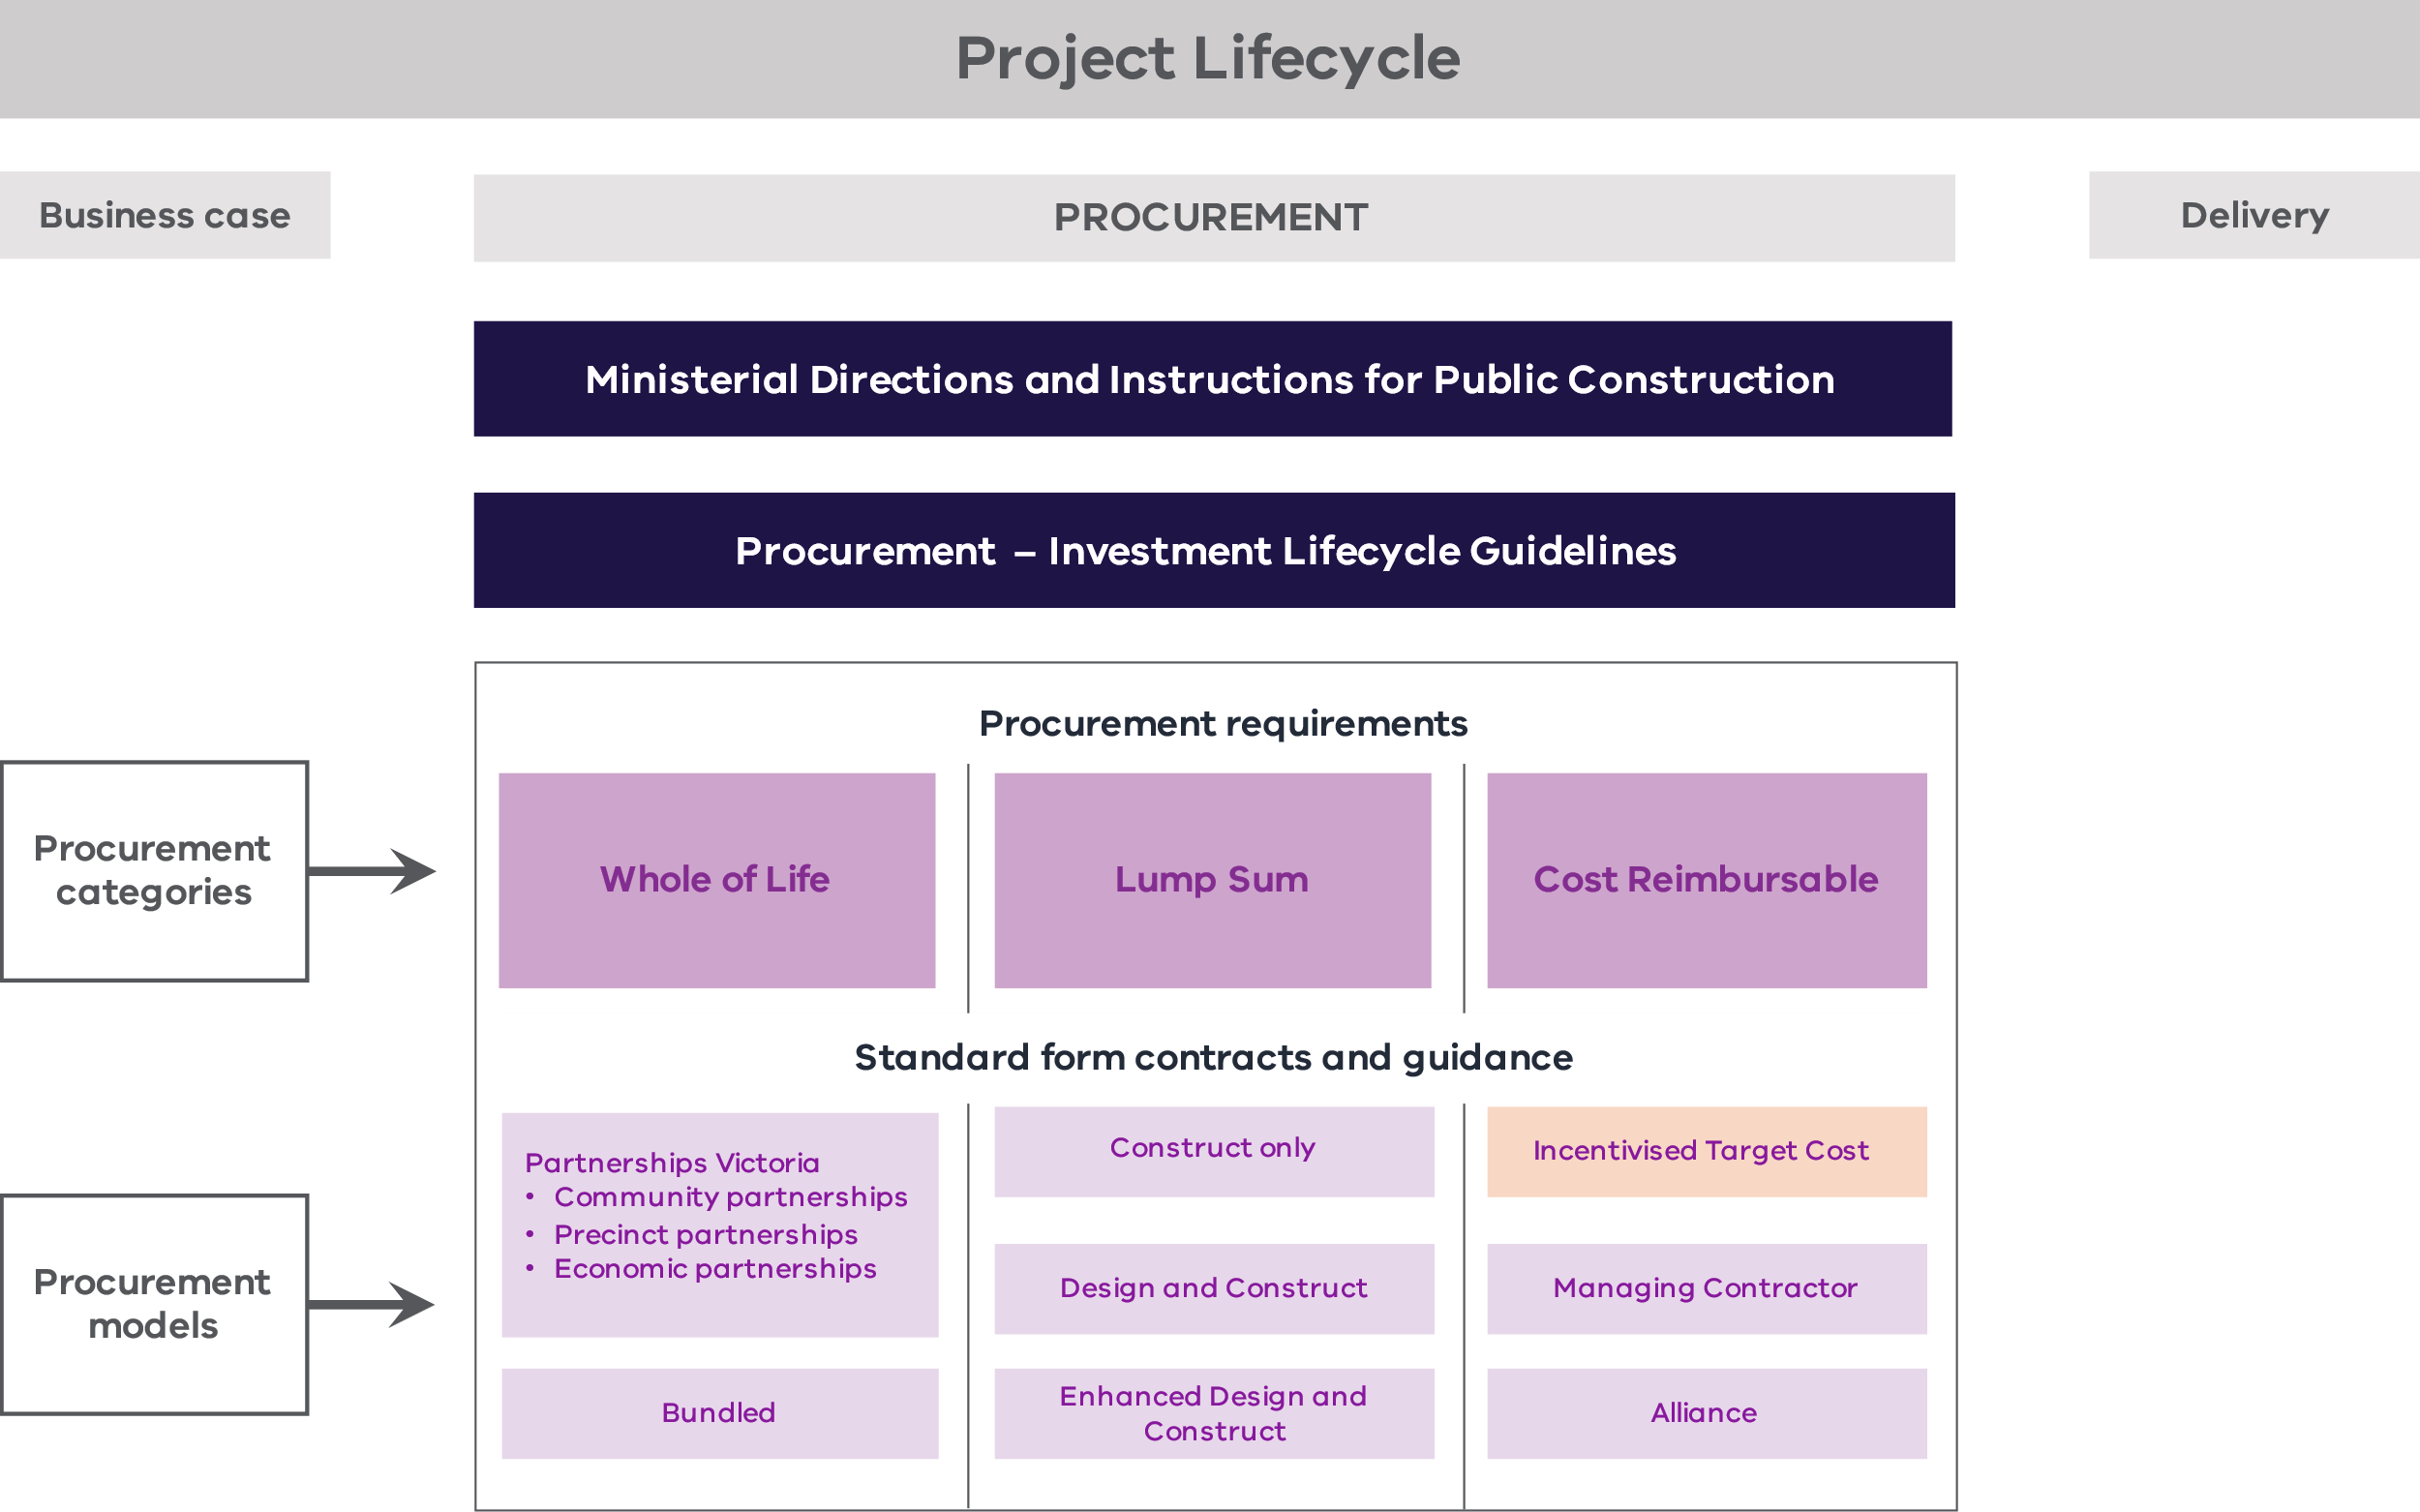 Project Lifecycle
Business case
PROCUREMENT
Delivery
Ministerial Directions and Instructions for Public Construction
Procurement – Investment Lifecycle Guidelines
Procurement requirements
Procurement
categories
Whole of Life
Lump Sum
Cost Reimbursable
Standard form contracts and guidance
Procurement
models
Partnerships Victoria
• Community partnerships
• Precinct partnerships
• Economic partnerships
Bundled
Construct only
Design and Construct
Enhanced Design and
Construct
Incentivised Target Cost
Managing Contractor
Alliance